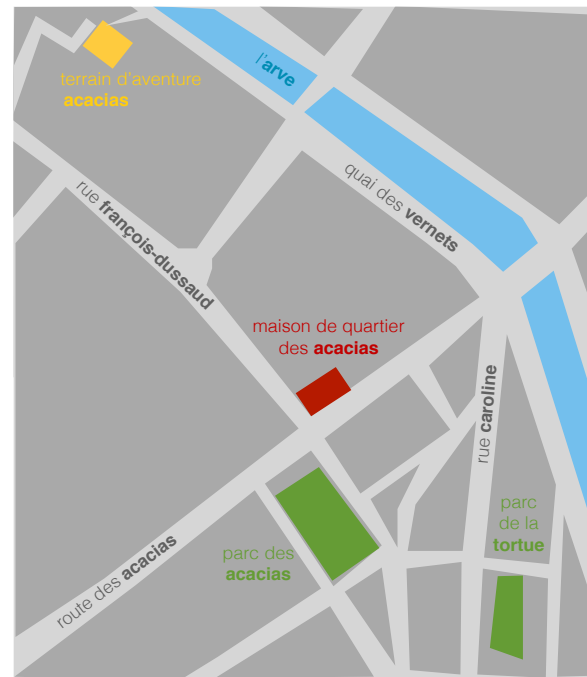 l'arve
terrain d'aventure
acacias
quai des vernets
rue françois-dussaud
maison de quartier
des acacias
rue caroline
parc
de la
tortue
parc des
acacias
route des acacias